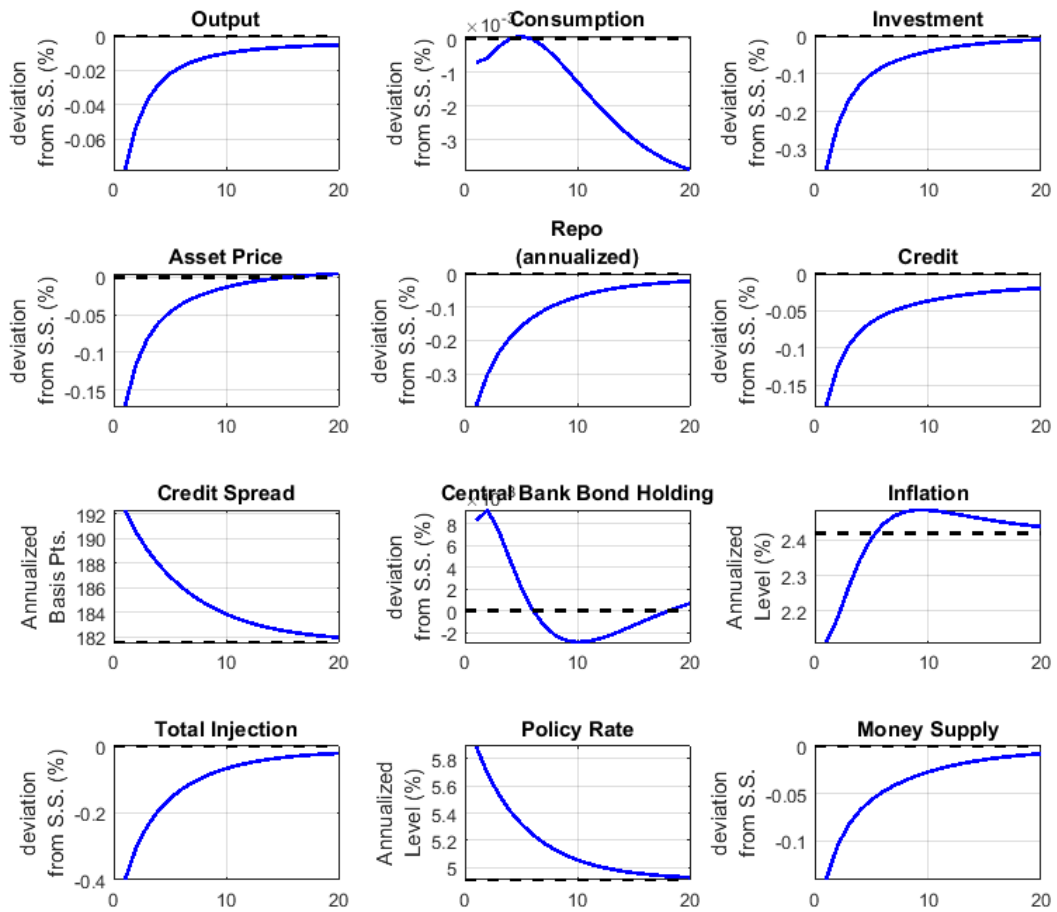 Output
deviation
from S.S. (%)
0
-0.02
-0.04
-0.06
0
10
20
×10
Consumption
deviation
from S.S. (%)
0
-1
-2
-3
0
10
20
Investment
deviation
from S.S. (%)
0
-0.1
-0.2
-0.3
0
10
20
Asset Price
deviation
from S.S. (%)
0
-0.05
-0.1
-0.15
0
10
20
Repo
(annualized)
deviation
from S.S. (%)
0
-0.1
-0.2
-0.3
0
10
20
Credit
deviation
from S.S. (%)
0
-0.05
-0.1
-0.15
0
10
20
Credit Spread
Annualized
Basis Pts.
192
190
188
186
184
182
0
10
20
Central Bank Bond Holding
deviation
from S.S. (%)
8
6
4
2
0
-2
0
10
20
Inflation
Annualized
Level (%)
2.4
2.3
2.2
0
10
20
Total Injection
deviation
from S.S. (%)
0
-0.2
-0.4
0
10
20
Policy Rate
Annualized
Level (%)
5.8
5.6
5.4
5.2
5
0
10
20
Money Supply
deviation
from S.S.
0
-0.05
-0.1
0
10
20